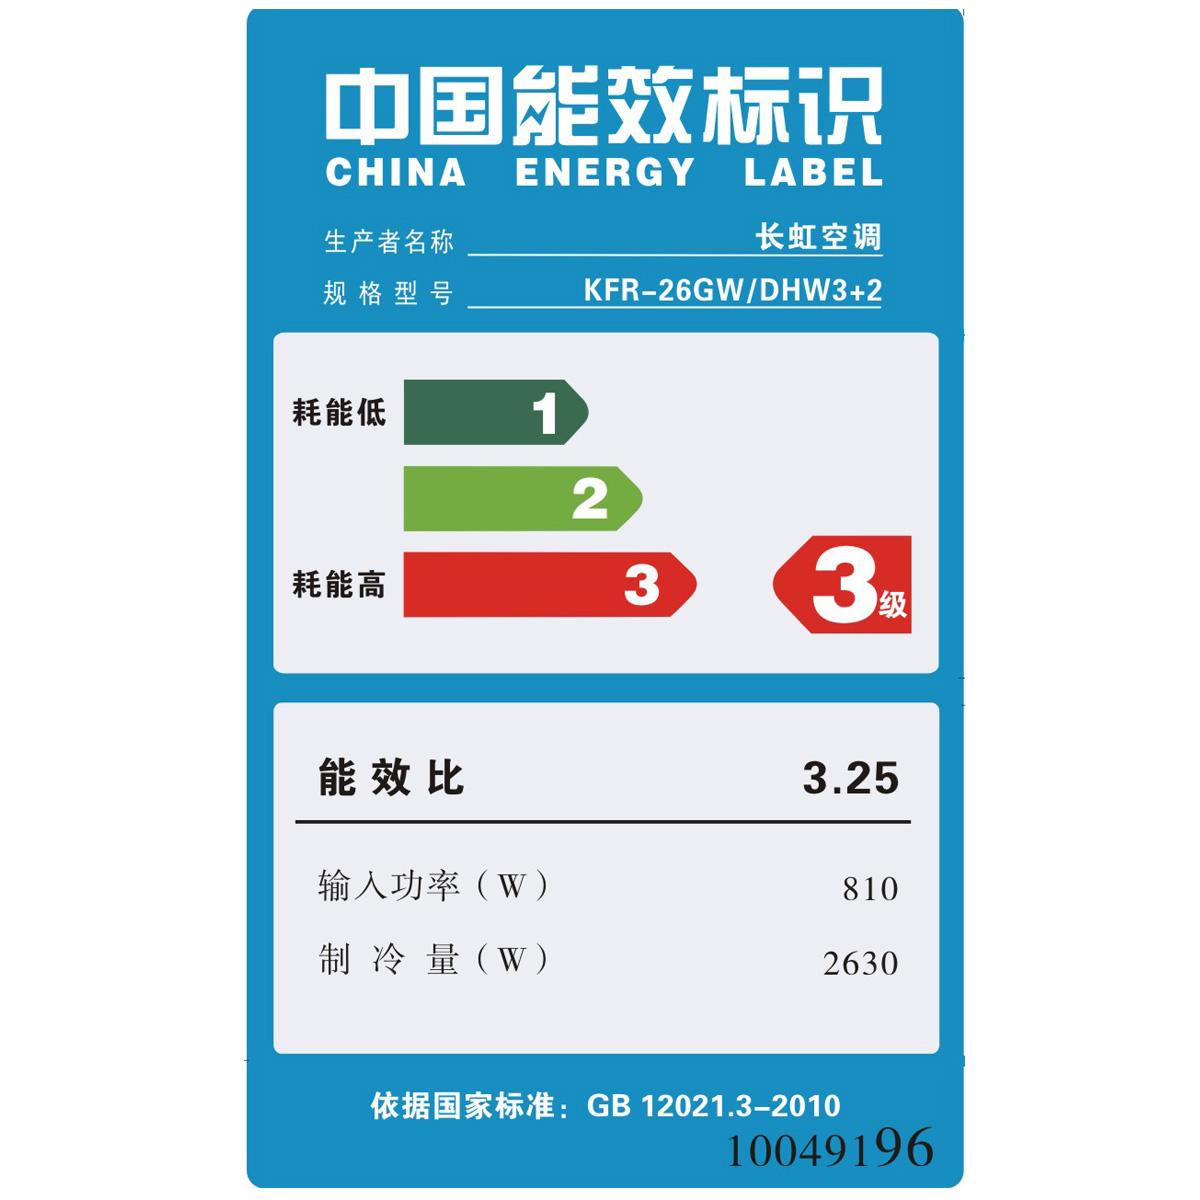 中国能效标识
CHINA ENERGY LABEL
生产者名称 长虹空调
规格型号 KFR-26GW/DHW3+2
耗能低 1
2
耗能高 3 3级
能效比 3.25
输入功率(W) 810
制冷量(W) 2630
依据国家标准：GB 12021.3-2010
10049196